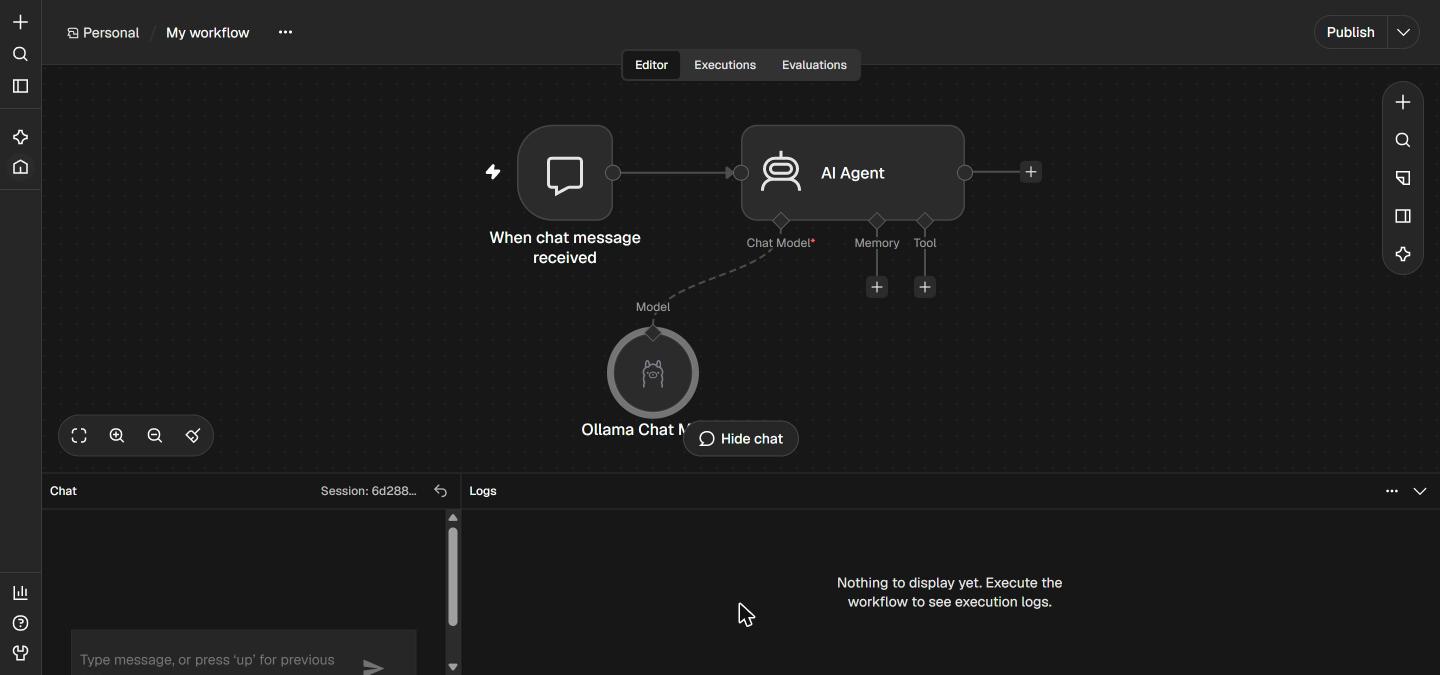 Personal / My workflow ...
Publish
Editor Executions Evaluations
AI Agent
When chat message
received
Chat Model*
Memory
Tool
Model
Ollama Chat M
Hide chat
Chat
Session: 6d288...
Logs
Nothing to display yet. Execute the
workflow to see execution logs.
Type message, or press ‘up’ for previous